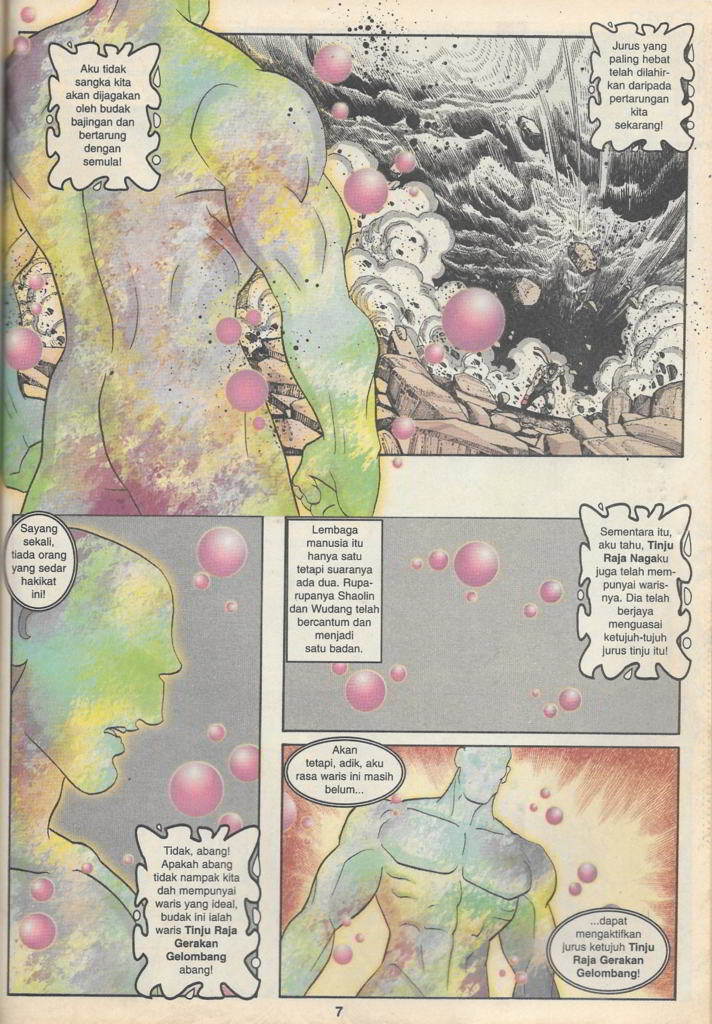 Aku tidak
sangka kita
akan dijagakan
oleh budak
bajingan dan
bertarung
dengan
semula!
Jurus yang
paling hebat
telah dilahir-
kan daripada
pertarungan
kita
sekarang!
Sayang
sekali,
tiada orang
yang sedar
hakikat
ini!
Tidak, abang!
Apakah abang
tidak nampak kita
dah mempunyai
waris yang ideal,
budak ini ialah
waris Tinju Raja
Gerakan
Gelombang
abang!
Lembaga
manusia itu
hanya satu
tetapi suaranya
ada dua. Rupa-
rupanya Shaolin
dan Wudang telah
bercantum dan
menjadi
satu badan.
Sementara itu,
aku tahu, Tinju
Raja Nagaku
juga telah mem-
punyai waris-
nya. Dia telah
berjaya
menguasai
ketujuh-tujuh
jurus tinju itu!
Akan
tetapi, adik, aku
rasa waris ini masih
belum...
...dapat
mengaktifkan
jurus ketujuh Tinju
Raja Gerakan
Gelombang!
7